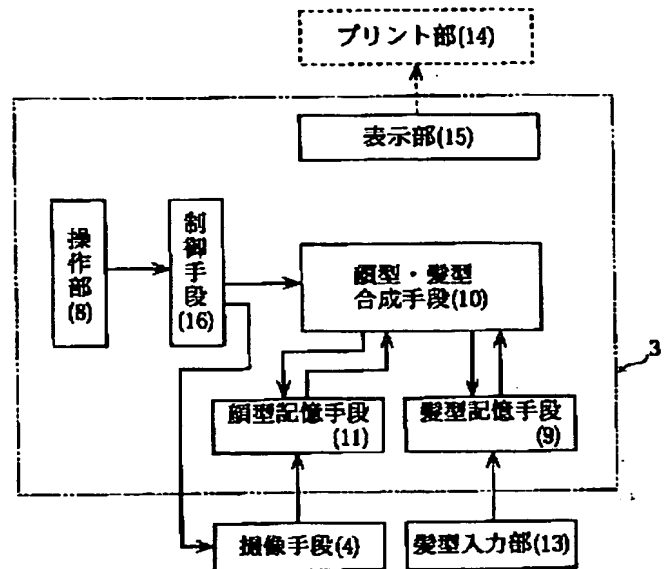 プリント部(14)
表示部(15)
操作部
(8)
制御手段
(16)
顔型・髪型
合成手段(10)
3
顔型記憶手段
(11)
髪型記憶手段
(9)
撮像手段(4)
髪型入力部(13)